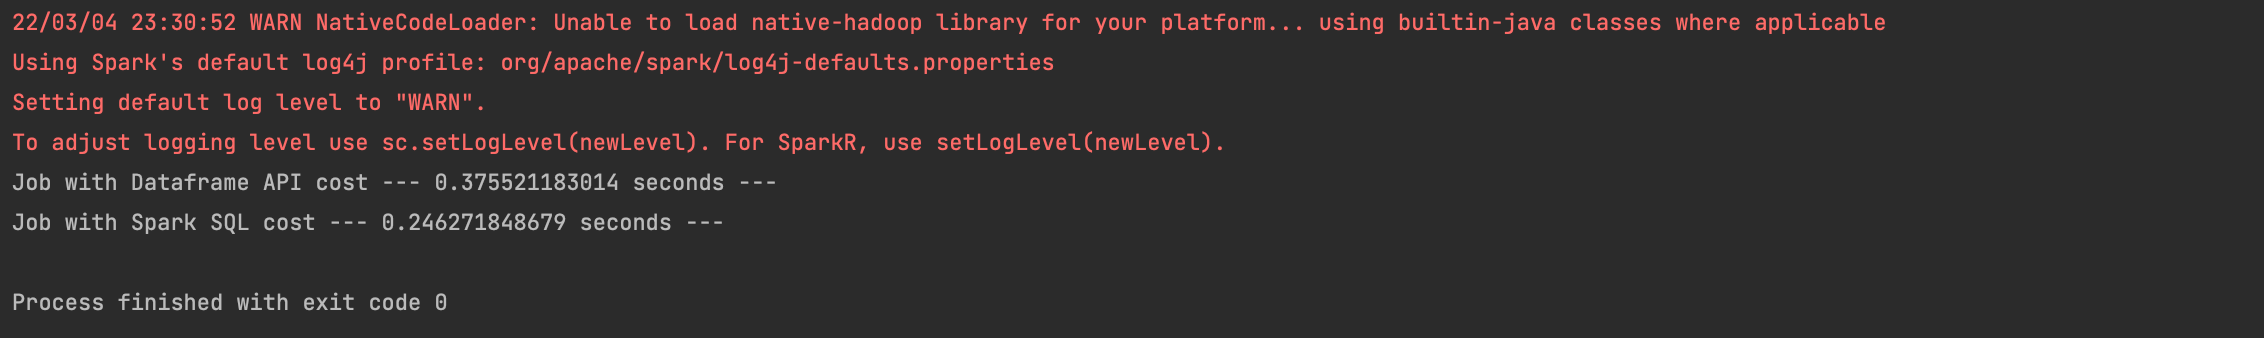 22/03/04 23:30:52 WARN NativeCodeLoader: Unable to load native-hadoop library for your platform... using builtin-java classes where applicable
Using Spark's default log4j profile: org/apache/spark/log4j-defaults.properties
Setting default log level to "WARN".
To adjust logging level use sc.setLogLevel(newLevel). For SparkR, use setLogLevel(newLevel).
Job with Dataframe API cost --- 0.375521183014 seconds ---
Job with Spark SQL cost --- 0.246271848679 seconds ---
Process finished with exit code 0